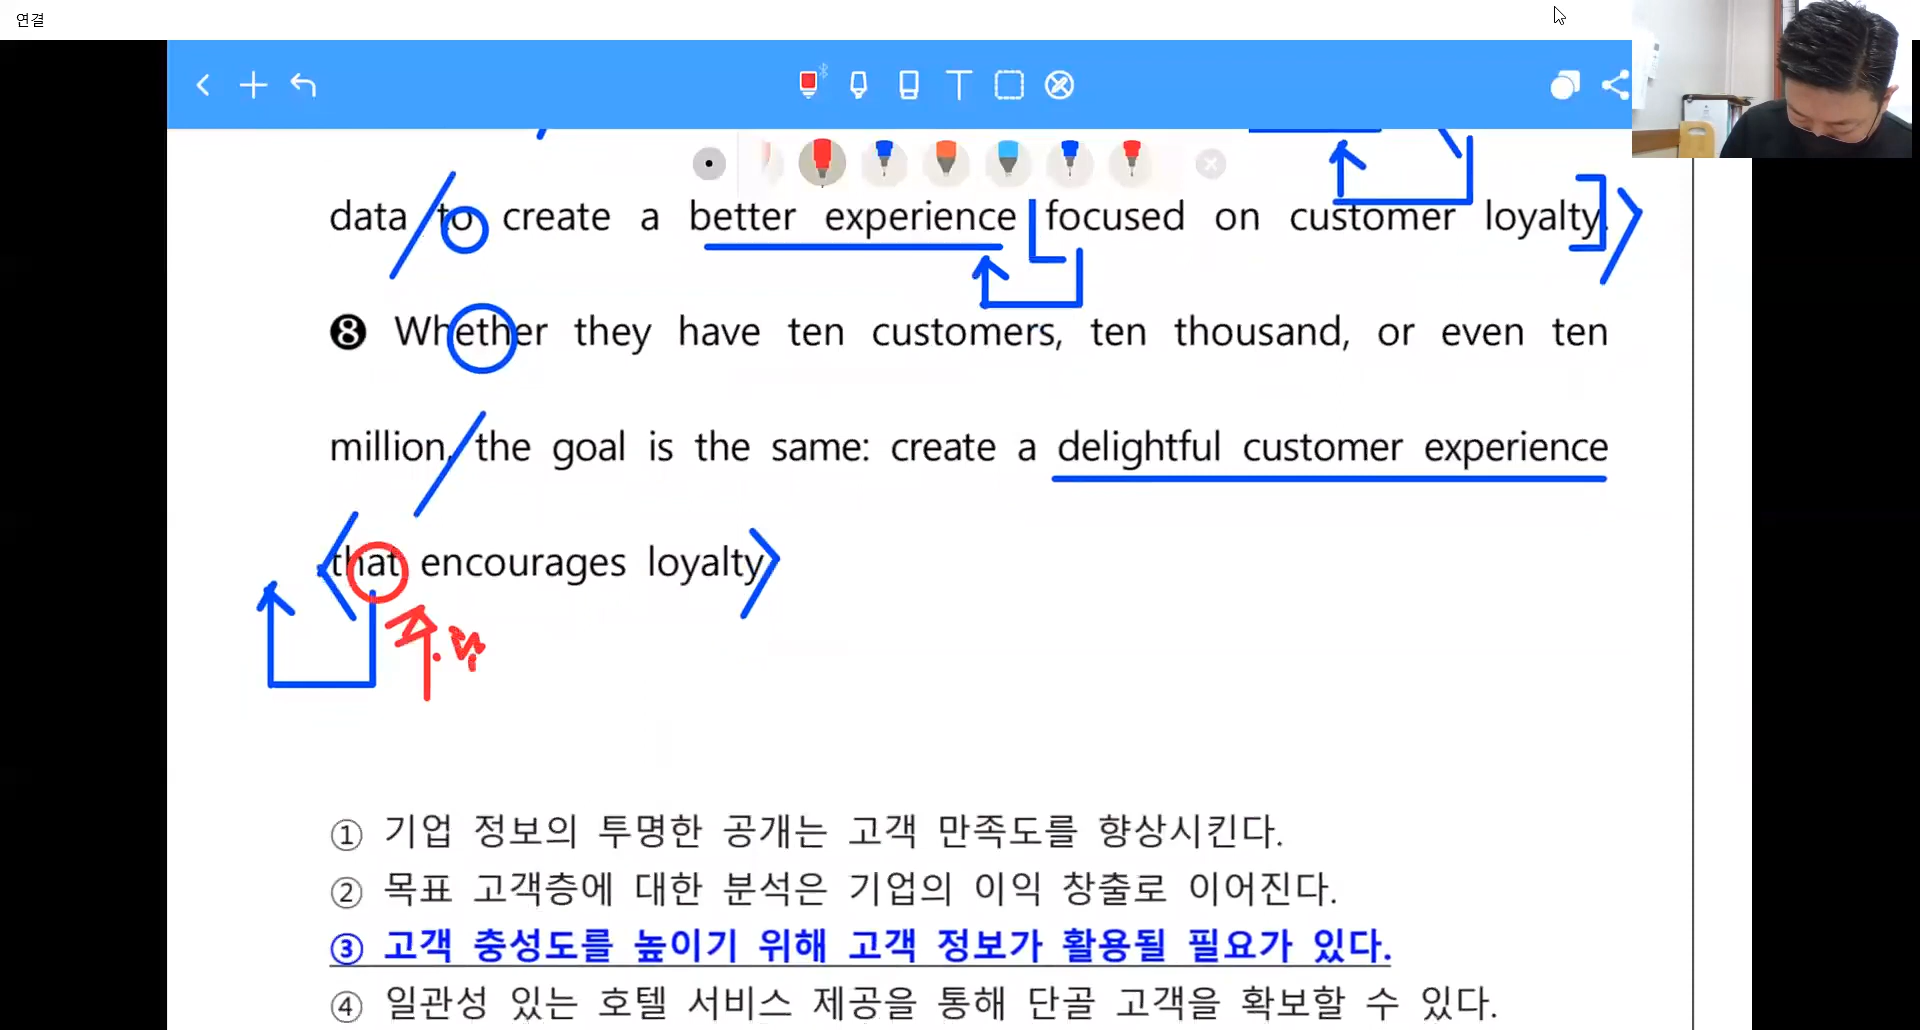 연결
data to create a better experience focused on customer loyalty.
❽ Whether they have ten customers, ten thousand, or even ten
million, the goal is the same: create a delightful customer experience
that encourages loyalty
① 기업 정보의 투명한 공개는 고객 만족도를 향상시킨다.
② 목표 고객층에 대한 분석은 기업의 이익 창출로 이어진다.
③ 고객 충성도를 높이기 위해 고객 정보가 활용될 필요가 있다.
④ 일관성 있는 호텔 서비스 제공을 통해 단골 고객을 확보할 수 있다.